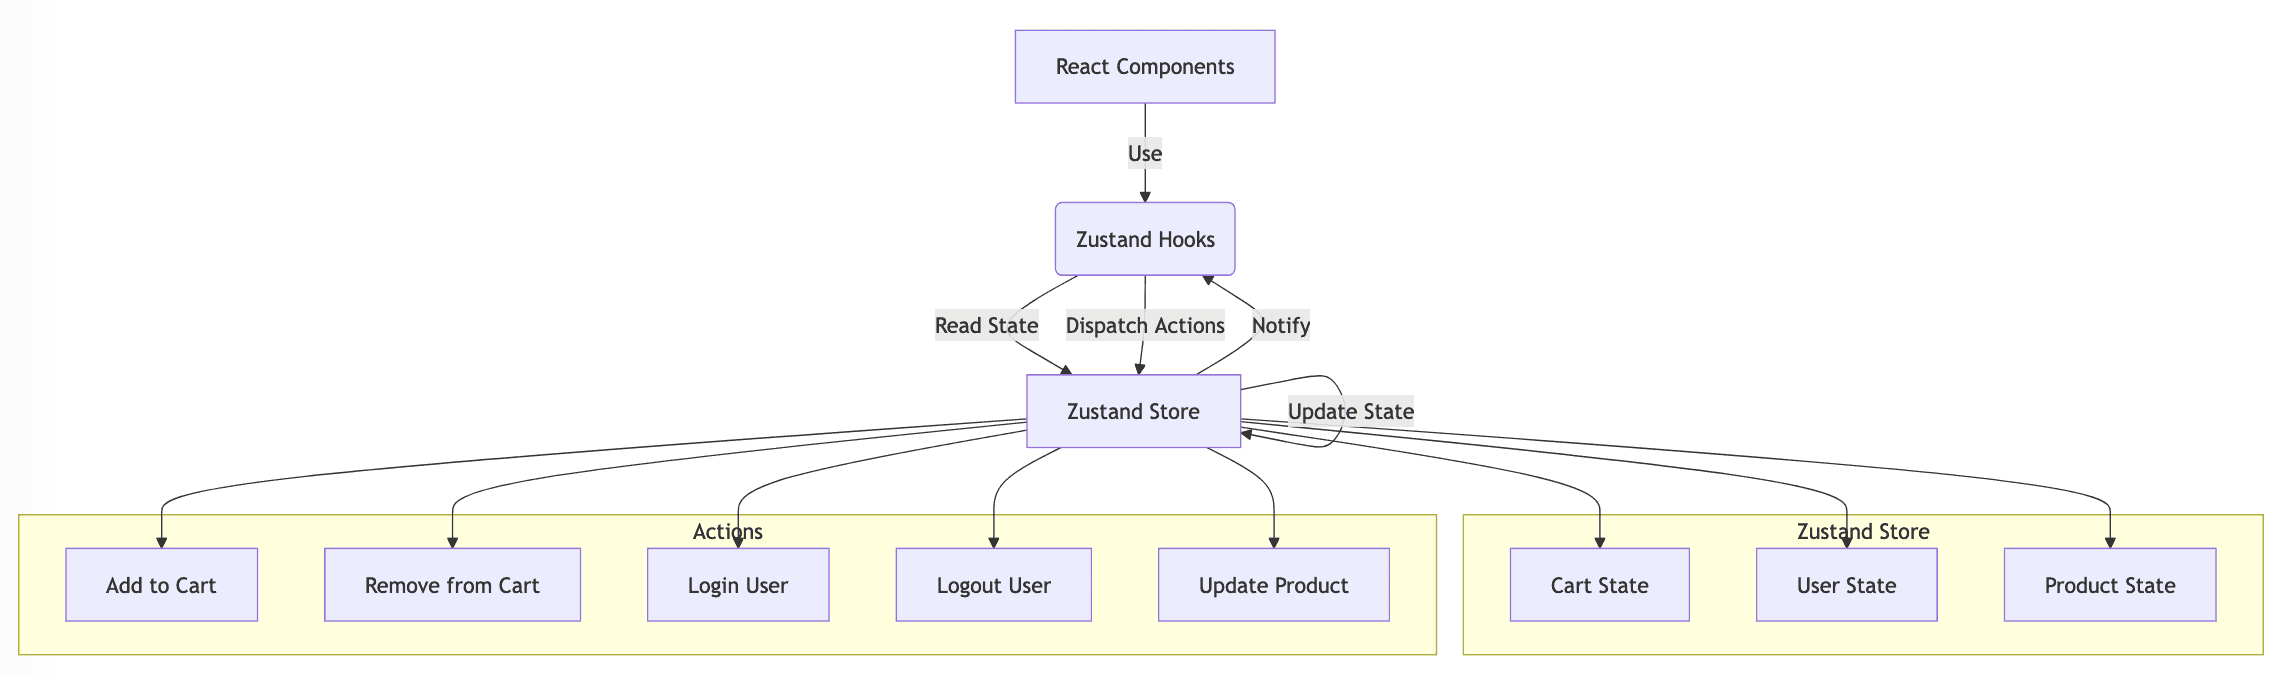 React Components
Use
Zustand Hooks
Read State
Dispatch Actions
Notify
Zustand Store
Update State
Actions
Zustand Store
Add to Cart
Remove from Cart
Login User
Logout User
Update Product
Cart State
User State
Product State